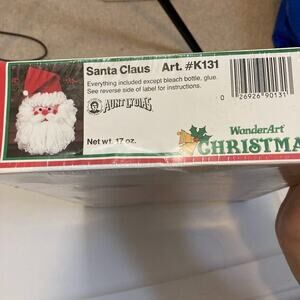 Santa Claus Art. #K131
Everything included except bleach bottle, glue.
See reverse side of label for instructions.
AUNT LYDIA'S
Net wt. 17 oz.
0 26926 90131
WonderArt
CHRISTMA